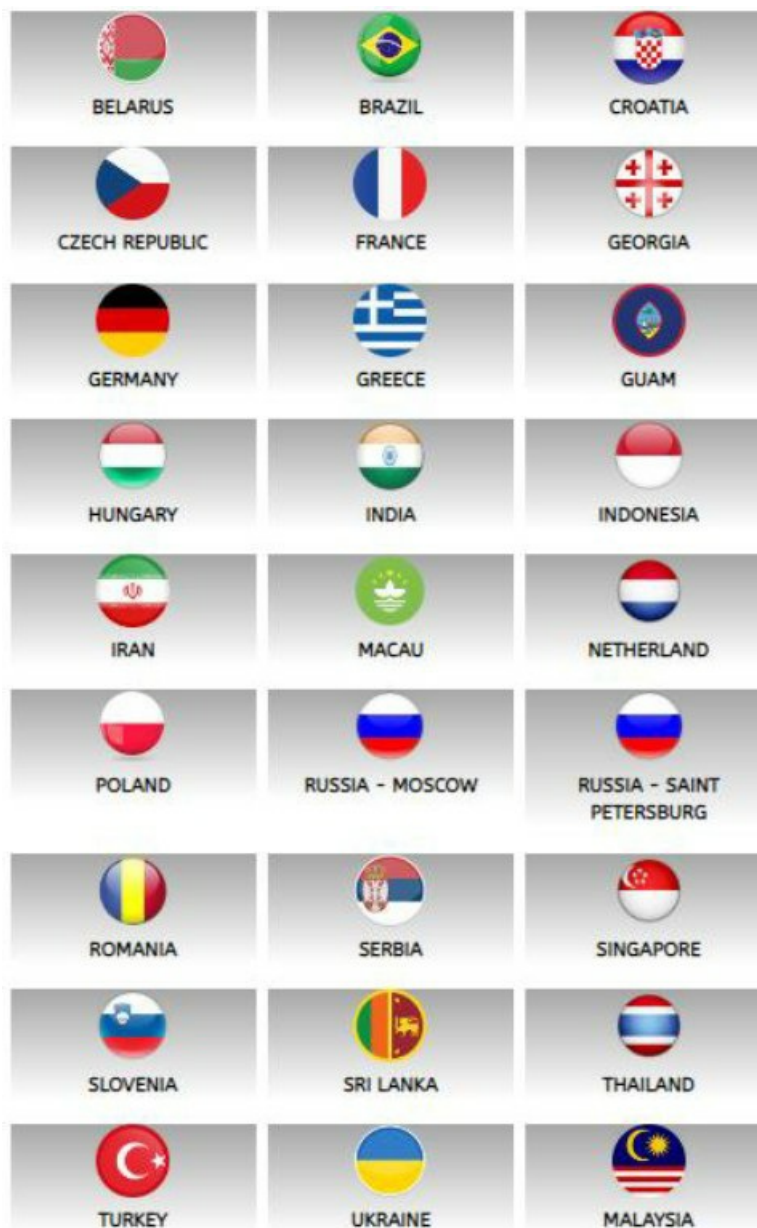 BELARUS
BRAZIL
CROATIA
CZECH REPUBLIC
FRANCE
GEORGIA
GERMANY
GREECE
GUAM
HUNGARY
INDIA
INDONESIA
IRAN
MACAU
NETHERLAND
POLAND
RUSSIA - MOSCOW
RUSSIA - SAINT
PETERSBURG
ROMANIA
SERBIA
SINGAPORE
SLOVENIA
SRI LANKA
THAILAND
TURKEY
UKRAINE
MALAYSIA